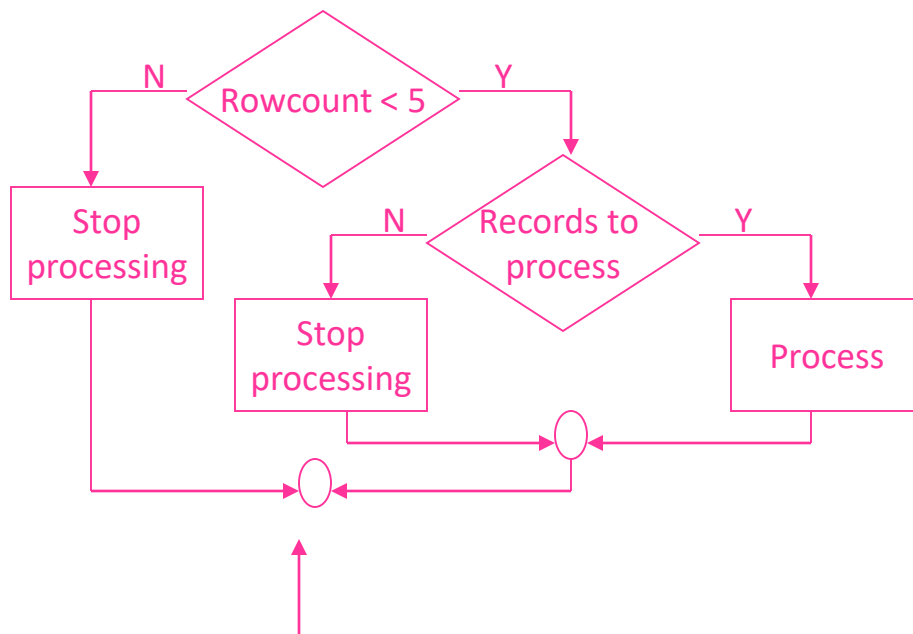 N
Rowcount < 5
Y
Stop
processing
N
Records to
process
Y
Stop
processing
Process